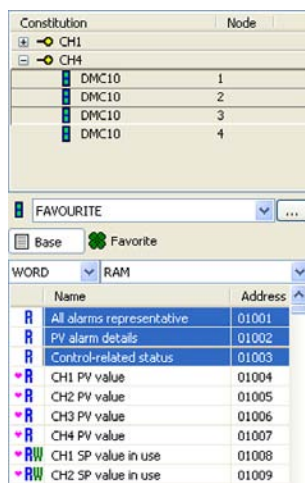 Constitution Node
CH1
CH4
DMC10 1
DMC10 2
DMC10 3
DMC10 4
FAVOURITE ...
Base Favorite
WORD RAM
Name Address
R All alarms representative 01001
R PV alarm details 01002
R Control-related status 01003
R CH1 PV value 01004
R CH2 PV value 01005
R CH3 PV value 01006
R CH4 PV value 01007
RW CH1 SP value in use 01008
RW CH2 SP value in use 01009